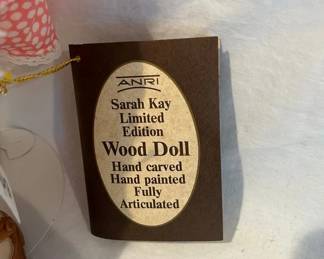 ANRI
Sarah Kay
Limited
Edition
Wood Doll
Hand carved
Hand painted
Fully
Articulated